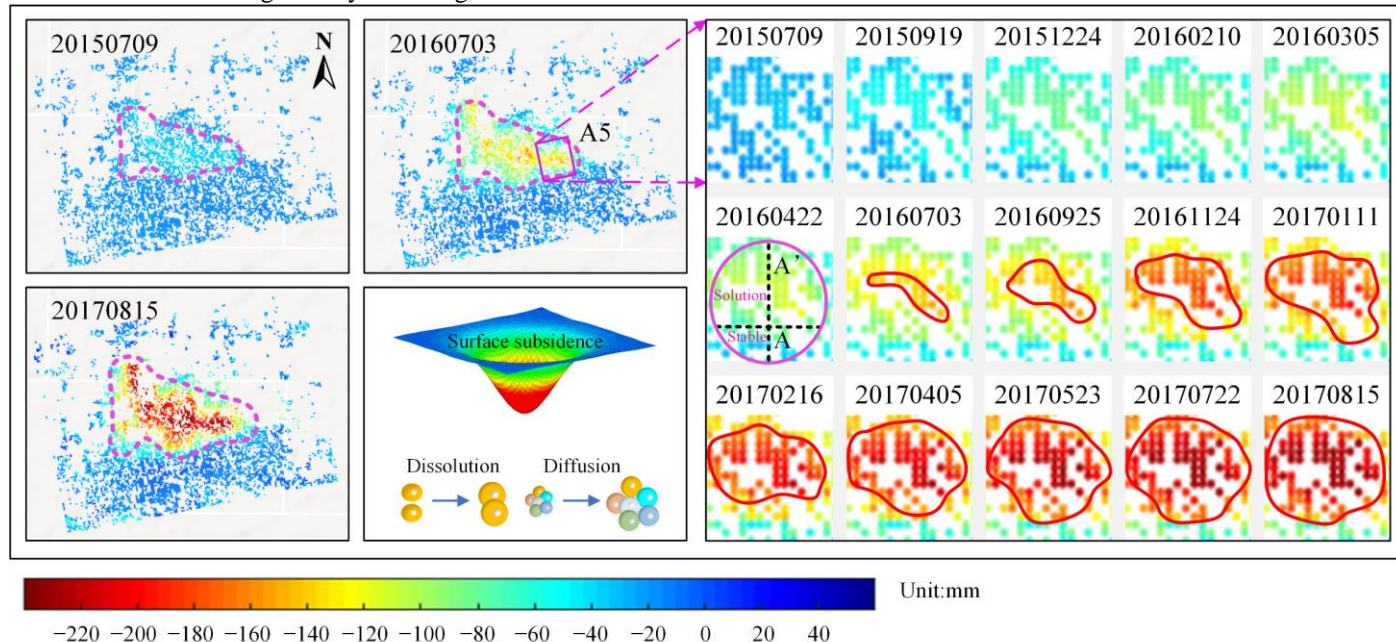 20150709
N
20160703
A5
20170815
Surface subsidence
Dissolution Diffusion
20150709 20150919 20151224 20160210 20160305
20160422 20160703 20160925 20161124 20170111
A’
Solution
Stable A
20170216 20170405 20170523 20170722 20170815
Unit:mm
−220 −200 −180 −160 −140 −120 −100 −80 −60 −40 −20 0 20 40